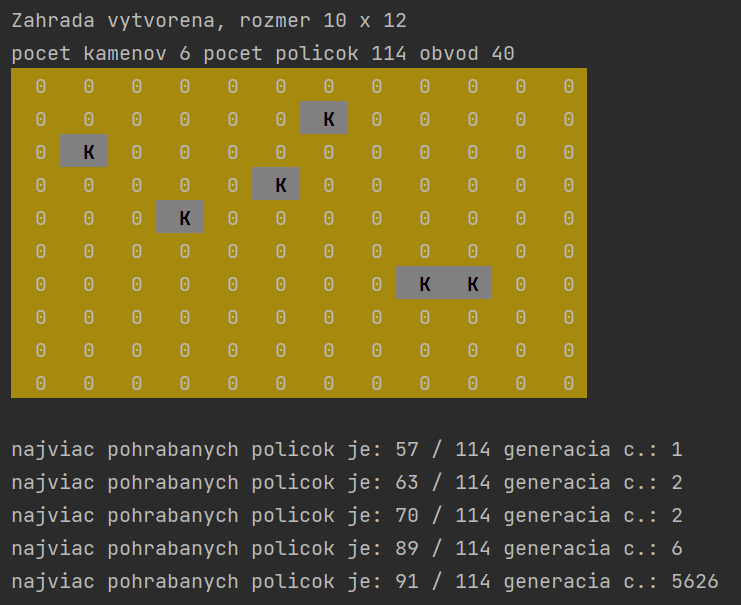 Zahrada vytvorena, rozmer 10 x 12
pocet kamenov 6 pocet policok 114 obvod 40
0 0 0 0 0 0 0 0 0 0 0 0
0 0 0 0 0 0 K 0 0 0 0 0
0 K 0 0 0 0 0 0 0 0 0 0
0 0 0 0 0 K 0 0 0 0 0 0
0 0 0 K 0 0 0 0 0 0 0 0
0 0 0 0 0 0 0 0 0 0 0 0
0 0 0 0 0 0 0 0 K K 0 0
0 0 0 0 0 0 0 0 0 0 0 0
0 0 0 0 0 0 0 0 0 0 0 0
0 0 0 0 0 0 0 0 0 0 0 0
najviac pohrabanych policok je: 57 / 114 generacia c.: 1
najviac pohrabanych policok je: 63 / 114 generacia c.: 2
najviac pohrabanych policok je: 70 / 114 generacia c.: 2
najviac pohrabanych policok je: 89 / 114 generacia c.: 6
najviac pohrabanych policok je: 91 / 114 generacia c.: 5626